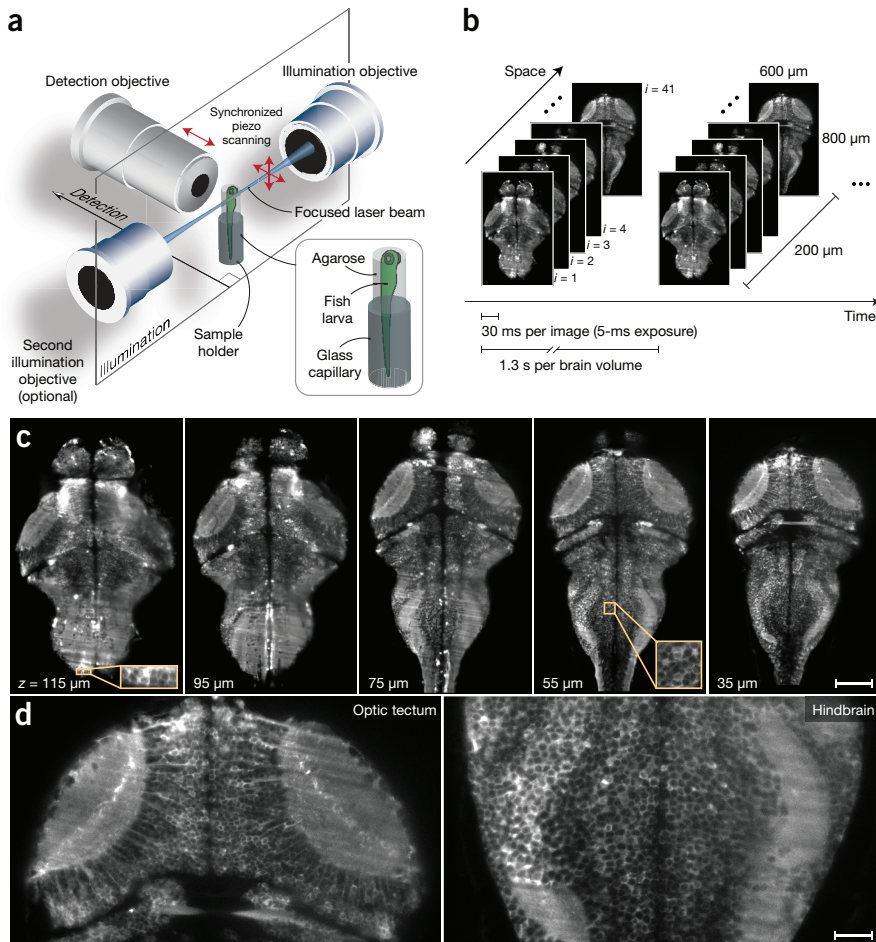 a
Detection objective
Illumination objective
Synchronized
piezo
scanning
Detection
Focused laser beam
Illumination
Sample
holder
Second
illumination
objective
(optional)
Agarose
Fish
larva
Glass
capillary
b
Space
600 µm
i = 41
800 µm
i = 4
i = 3
i = 2
i = 1
200 µm
Time
30 ms per image (5-ms exposure)
1.3 s per brain volume
c
z = 115 µm
95 µm
75 µm
55 µm
35 µm
d
Optic tectum
Hindbrain